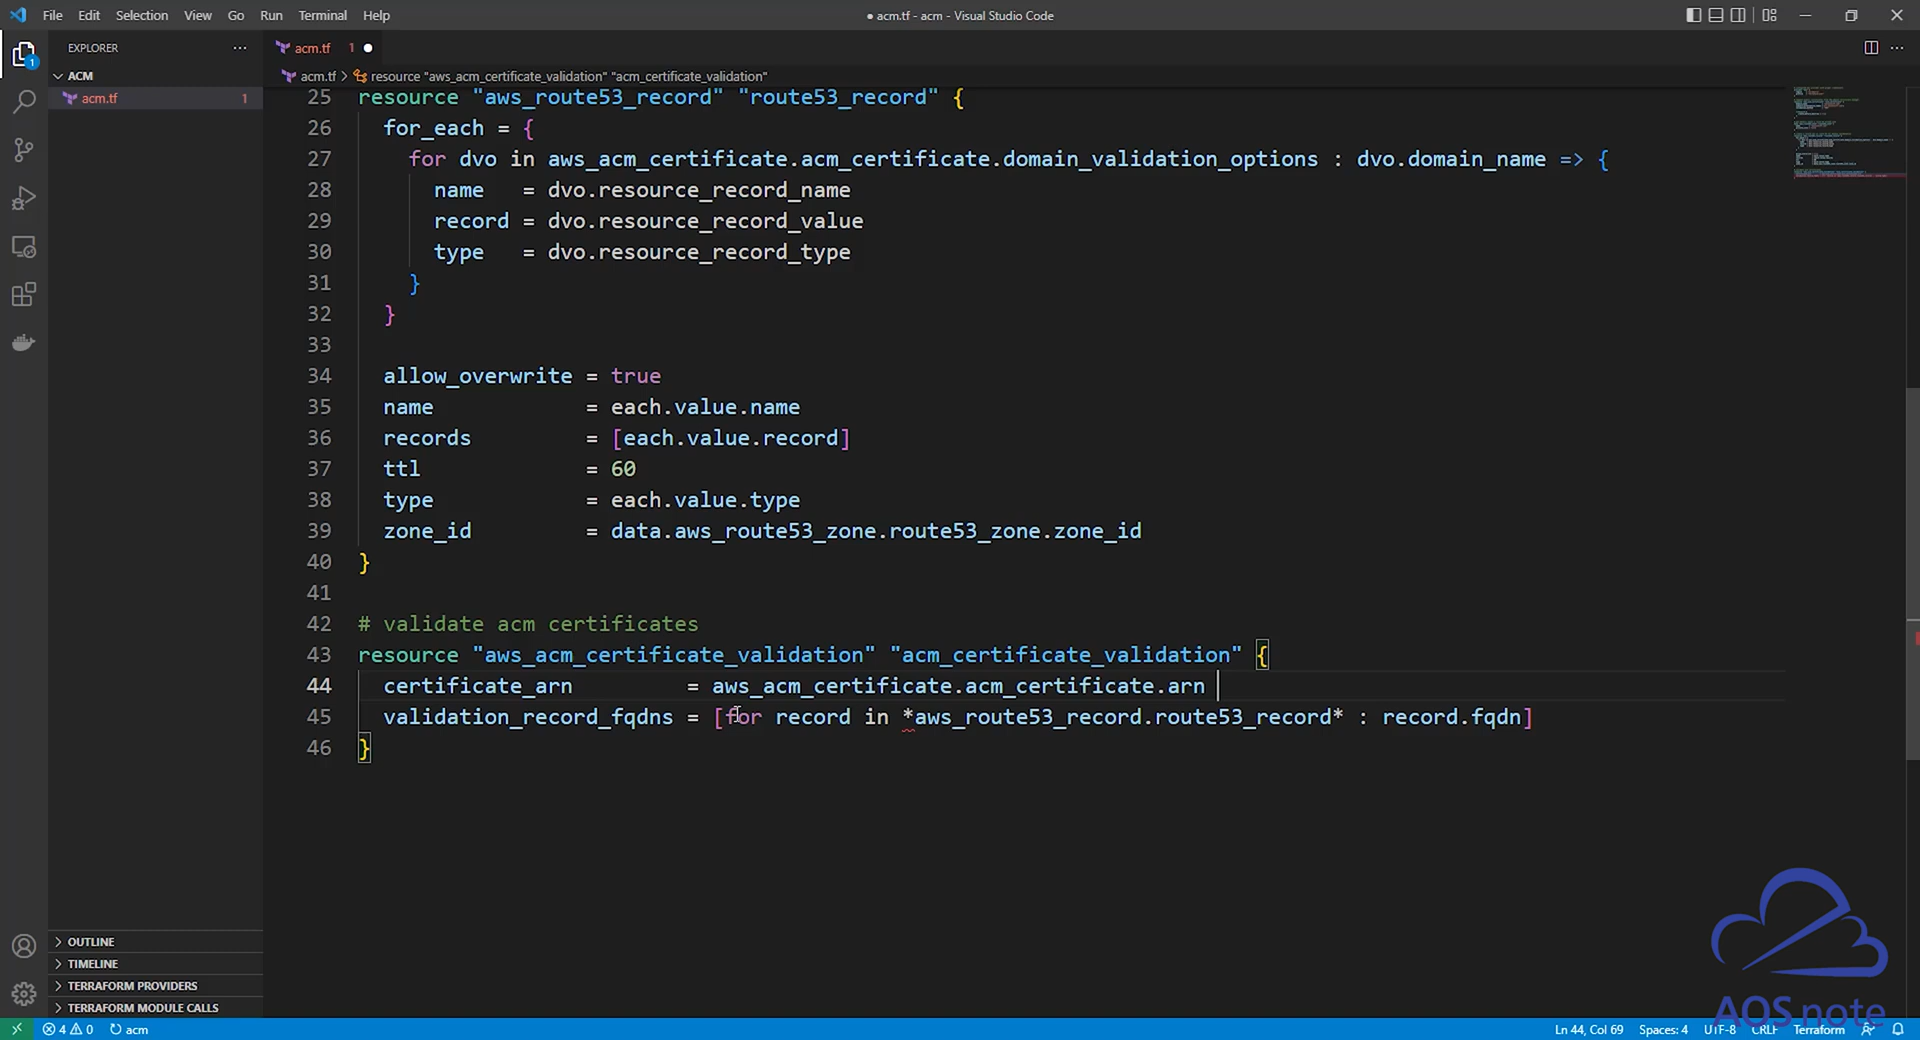 File Edit Selection View Go Run Terminal Help
● acm.tf - acm - Visual Studio Code
EXPLORER
ACM
acm.tf 1
1
acm.tf 1 ●
acm.tf > resource "aws_acm_certificate_validation" "acm_certificate_validation"
25 resource "aws_route53_record" "route53_record" {
26 for_each = {
27 for dvo in aws_acm_certificate.acm_certificate.domain_validation_options : dvo.domain_name => {
28 name = dvo.resource_record_name
29 record = dvo.resource_record_value
30 type = dvo.resource_record_type
31 }
32 }
33
34 allow_overwrite = true
35 name = each.value.name
36 records = [each.value.record]
37 ttl = 60
38 type = each.value.type
39 zone_id = data.aws_route53_zone.route53_zone.zone_id
40 }
41
42 # validate acm certificates
43 resource "aws_acm_certificate_validation" "acm_certificate_validation" {
44 certificate_arn = aws_acm_certificate.acm_certificate.arn
45 validation_record_fqdns = [for record in *aws_route53_record.route53_record* : record.fqdn]
46 }
OUTLINE
TIMELINE
TERRAFORM PROVIDERS
TERRAFORM MODULE CALLS
AOSnote
4 0 acm
Ln 44, Col 69 Spaces: 4 UTF-8 CRLF Terraform